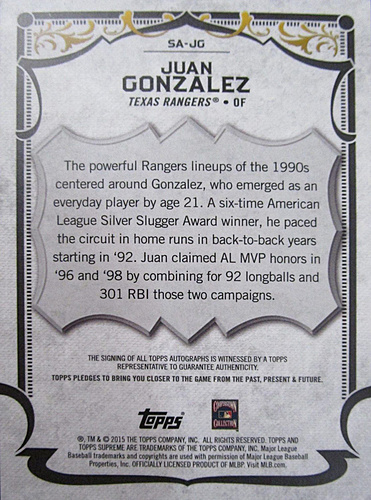 SA-JG
JUAN
GONZALEZ
TEXAS RANGERS® • OF
The powerful Rangers lineups of the 1990s
centered around Gonzalez, who emerged as an
everyday player by age 21. A six-time American
League Silver Slugger Award winner, he paced
the circuit in home runs in back-to-back years
starting in ‘92. Juan claimed AL MVP honors in
‘96 and ‘98 by combining for 92 longballs and
301 RBI those two campaigns.
THE SIGNING OF ALL TOPPS AUTOGRAPHS IS WITNESSED BY A TOPPS
REPRESENTATIVE TO GUARANTEE AUTHENTICITY.
TOPPS PLEDGES TO BRING YOU CLOSER TO THE GAME FROM THE PAST, PRESENT & FUTURE.
Topps
COOPERSTOWN
COLLECTION
®, TM & © 2015 THE TOPPS COMPANY, INC. ALL RIGHTS RESERVED. TOPPS AND
TOPPS SUPREME ARE TRADEMARKS OF THE TOPPS COMPANY, INC. Major League
Baseball trademarks and copyrights are used with permission of Major League Baseball
Properties, Inc. OFFICIALLY LICENSED PRODUCT OF MLBP. Visit MLB.com.